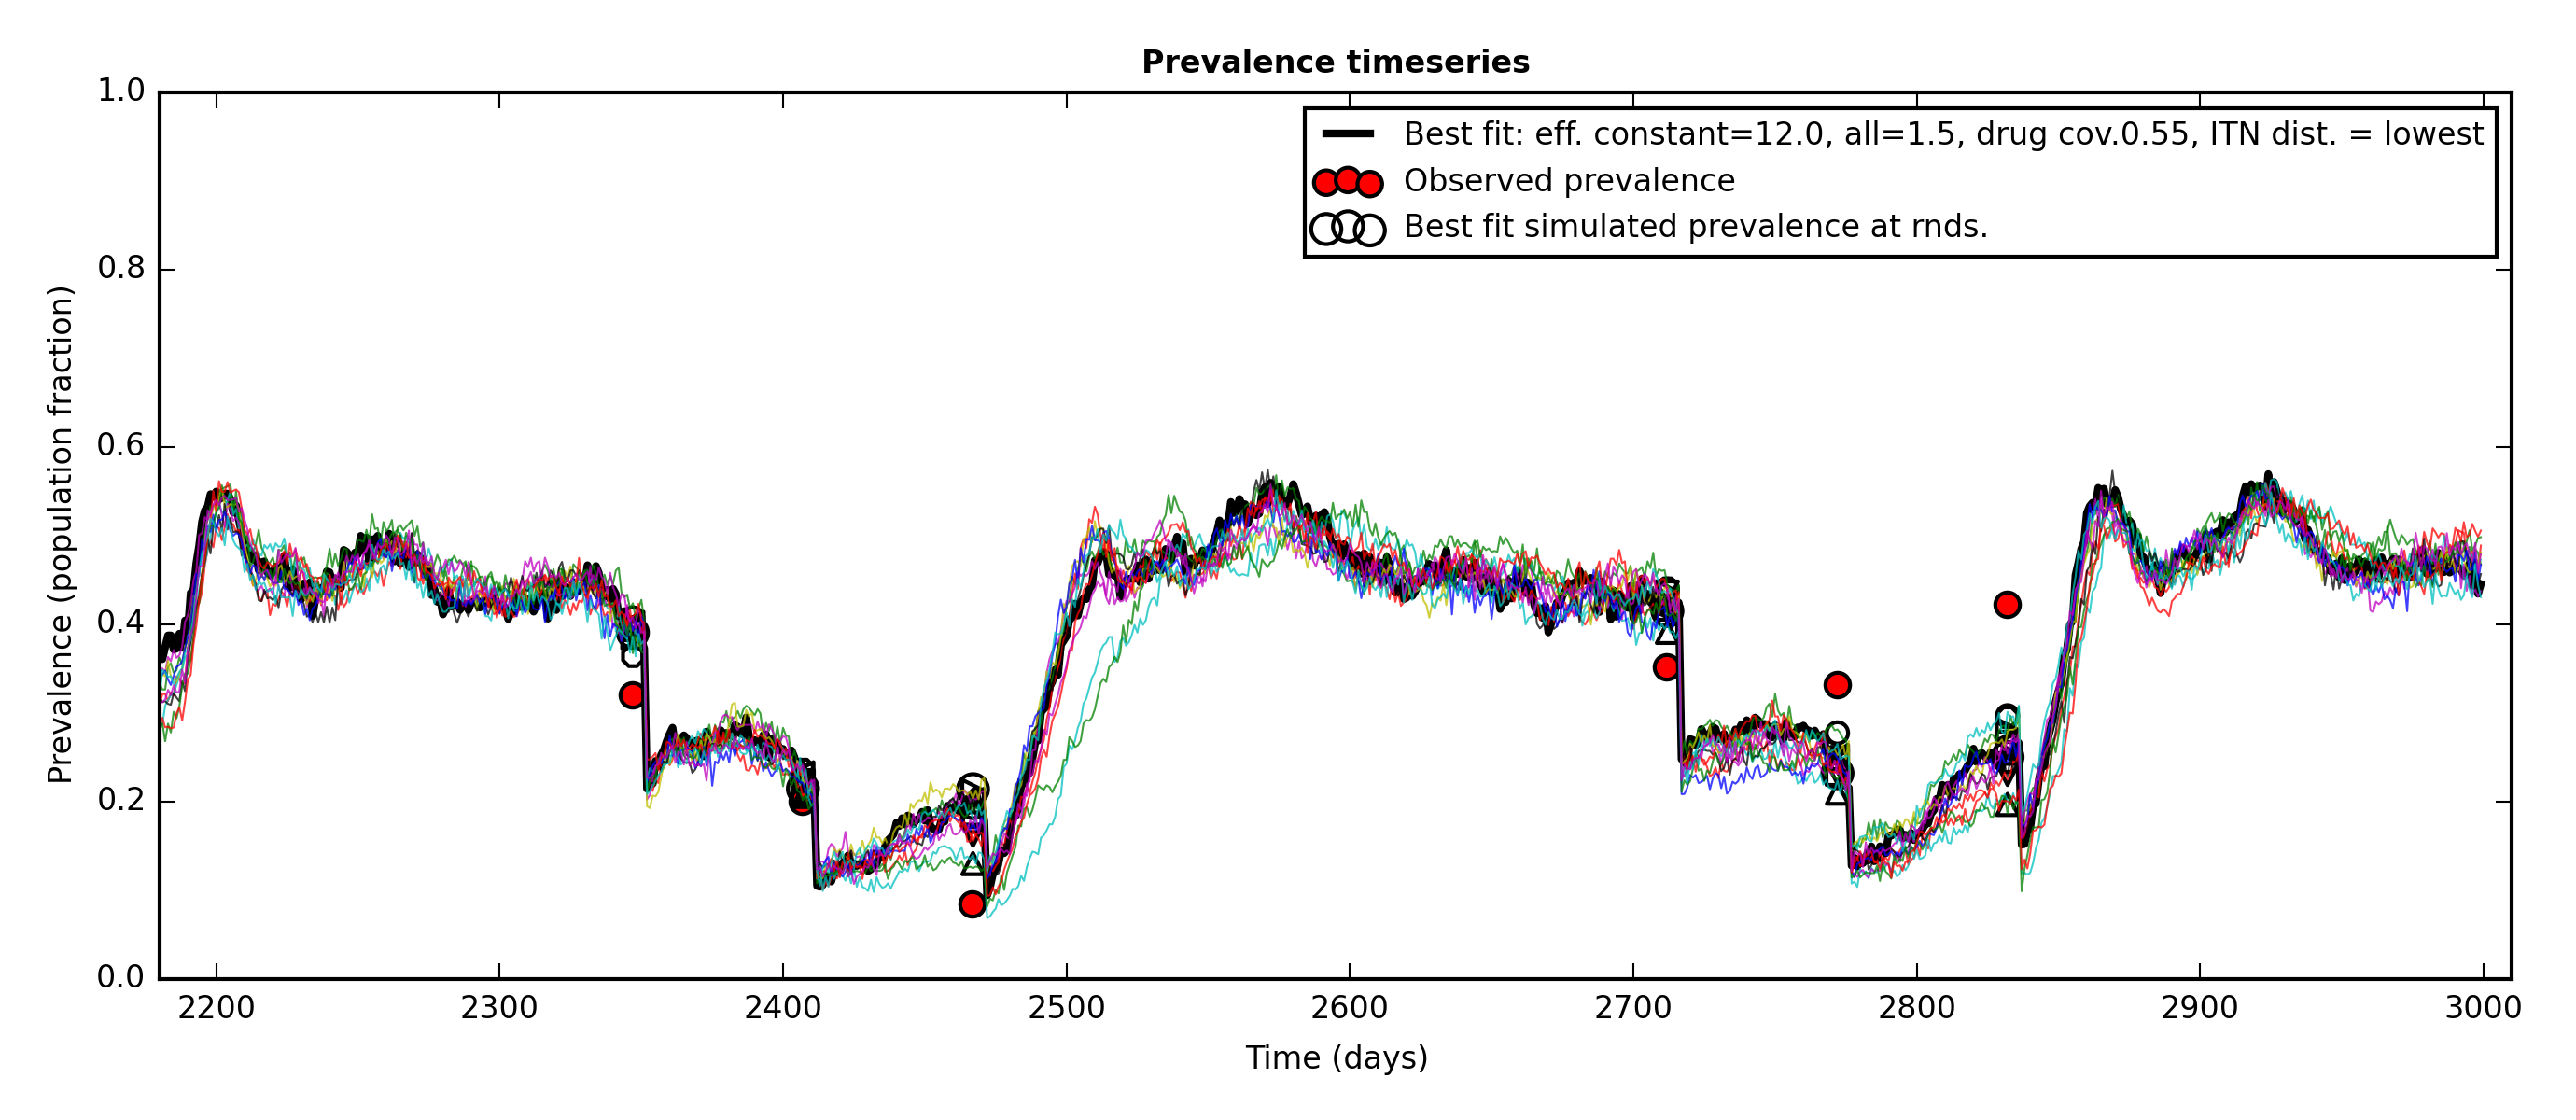 Prevalence timeseries
1.0
0.8
0.6
0.4
0.2
0.0
Prevalence (population fraction)
Best fit: eff. constant=12.0, all=1.5, drug cov.0.55, ITN dist. = lowest
Observed prevalence
Best fit simulated prevalence at rnds.
2200 2300 2400 2500 2600 2700 2800 2900 3000
Time (days)